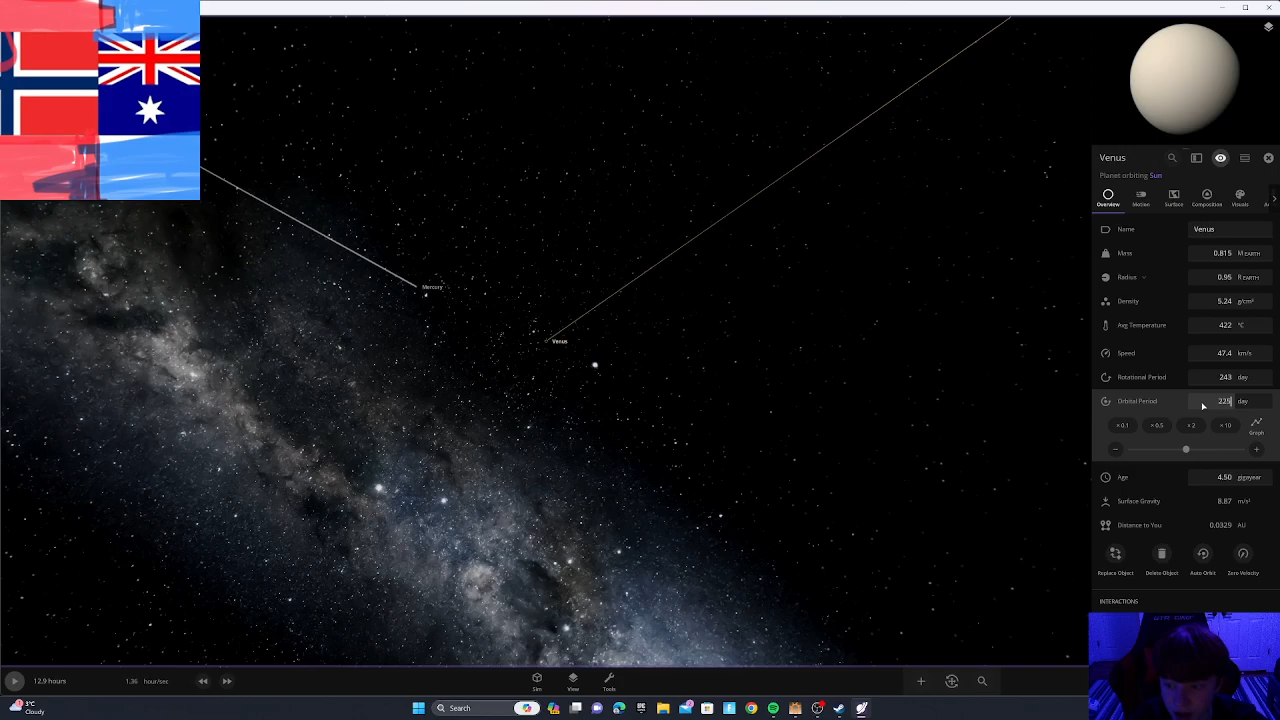 Mercury
Venus
Venus
Planet orbiting Sun
Overview
Motion
Surface
Composition
Visuals
Name
Venus
Mass
0.815 M EARTH
Radius
0.95 R EARTH
Density
5.24 g/cm³
Avg Temperature
422 °C
Speed
47.4 km/s
Rotational Period
243 day
Orbital Period
225 day
× 0.1
× 0.5
× 2
× 10
Graph
Age
4.50 gigayear
Surface Gravity
8.87 m/s²
Distance to You
0.0329 AU
Replace Object
Delete Object
Auto Orbit
Zero Velocity
INTERACTIONS
12.9 hours
1.36 hour/sec
Sim
View
Tools
3°C
Cloudy
Search